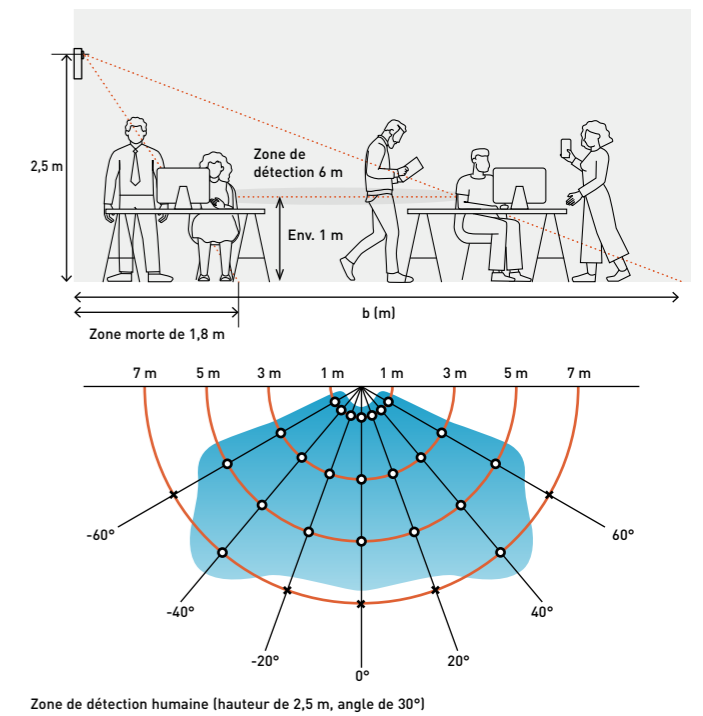 2,5 m
Zone de
détection 6 m
Env. 1 m
b (m)
Zone morte de 1,8 m
7 m 5 m 3 m 1 m 1 m 3 m 5 m 7 m
-60° 60°
-40° 40°
-20° 20°
0°
Zone de détection humaine (hauteur de 2,5 m, angle de 30°)